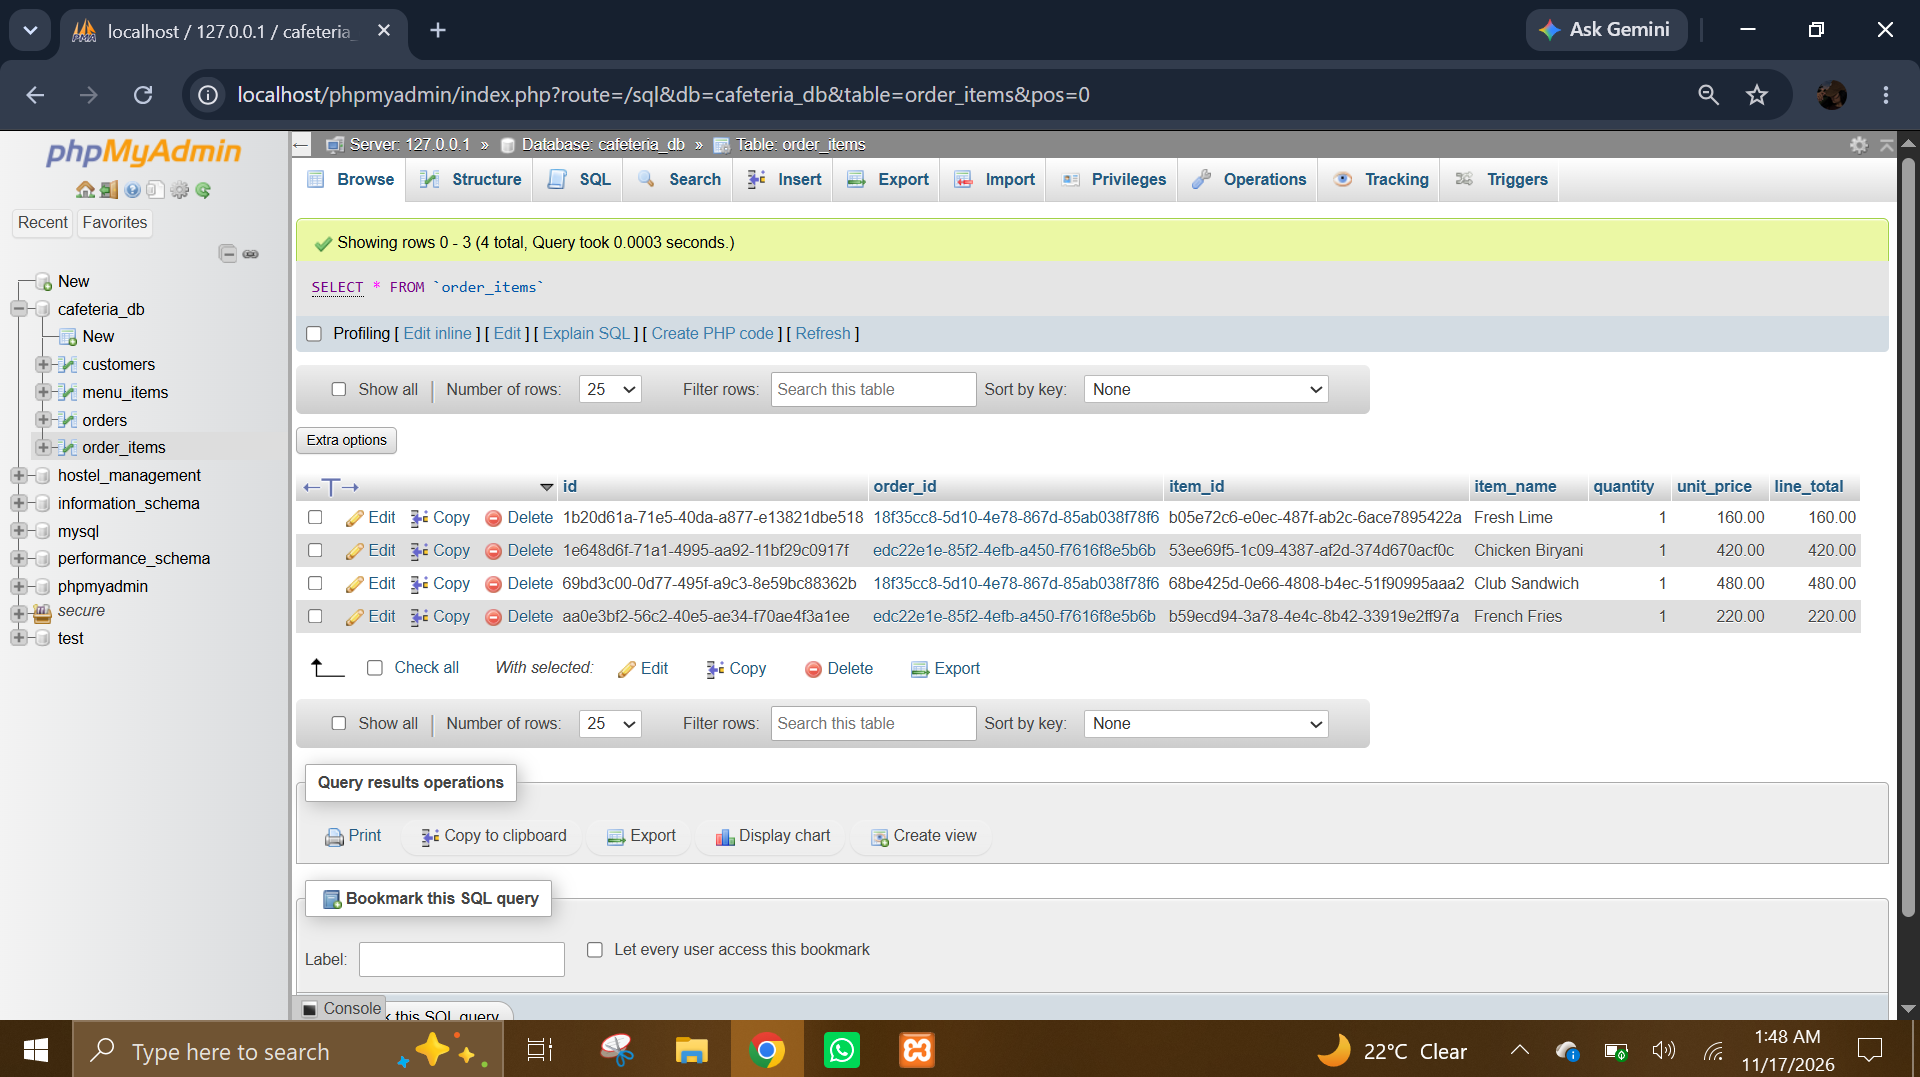 localhost / 127.0.0.1 / cafeteria_
Ask Gemini
localhost/phpmyadmin/index.php?route=/sql&db=cafeteria_db&table=order_items&pos=0
phpMyAdmin
Recent Favorites
New
cafeteria_db
New
customers
menu_items
orders
order_items
hostel_management
information_schema
mysql
performance_schema
phpmyadmin
secure
test
Server: 127.0.0.1 » Database: cafeteria_db » Table: order_items
Browse Structure SQL Search Insert Export Import Privileges Operations Tracking Triggers
Showing rows 0 - 3 (4 total, Query took 0.0003 seconds.)
SELECT * FROM `order_items`
Profiling [ Edit inline ] [ Edit ] [ Explain SQL ] [ Create PHP code ] [ Refresh ]
Show all Number of rows: 25 Filter rows: Search this table Sort by key: None
Extra options
id order_id item_id item_name quantity unit_price line_total
Edit Copy Delete 1b20d61a-71e5-40da-a877-e13821dbe518 18f35cc8-5d10-4e78-867d-85ab038f78f6 b05e72c6-e0ec-487f-ab2c-6ace7895422a Fresh Lime 1 160.00 160.00
Edit Copy Delete 1e648d6f-71a1-4995-aa92-11bf29c0917f edc22e1e-85f2-4efb-a450-f7616f8e5b6b 53ee69f5-1c09-4387-af2d-374d670acf0c Chicken Biryani 1 420.00 420.00
Edit Copy Delete 69bd3c00-0d77-495f-a9c3-8e59bc88362b 18f35cc8-5d10-4e78-867d-85ab038f78f6 68be425d-0e66-4808-b4ec-51f90995aaa2 Club Sandwich 1 480.00 480.00
Edit Copy Delete aa0e3bf2-56c2-40e5-ae34-f70ae4f3a1ee edc22e1e-85f2-4efb-a450-f7616f8e5b6b b59ecd94-3a78-4e4c-8b42-33919e2ff97a French Fries 1 220.00 220.00
Check all With selected: Edit Copy Delete Export
Show all Number of rows: 25 Filter rows: Search this table Sort by key: None
Query results operations
Print Copy to clipboard Export Display chart Create view
Bookmark this SQL query
Label: Let every user access this bookmark
Console
k this SQL query
Type here to search
22°C Clear
1:48 AM
11/17/2026